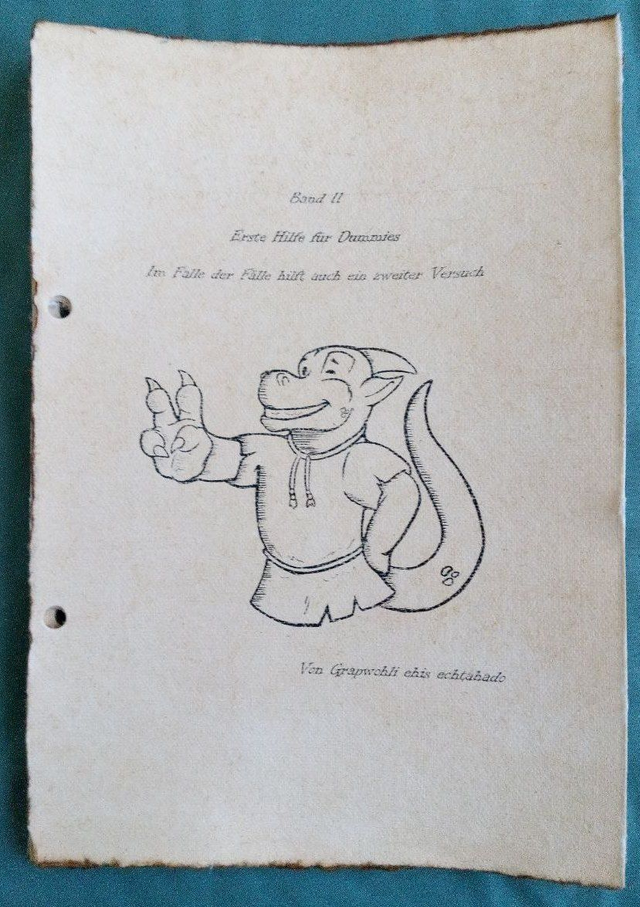 Band II
Erste Hilfe für Dummies
Im Falle der Fälle hilft auch ein zweiter Versuch
Von Grapwohli ehis echtahado